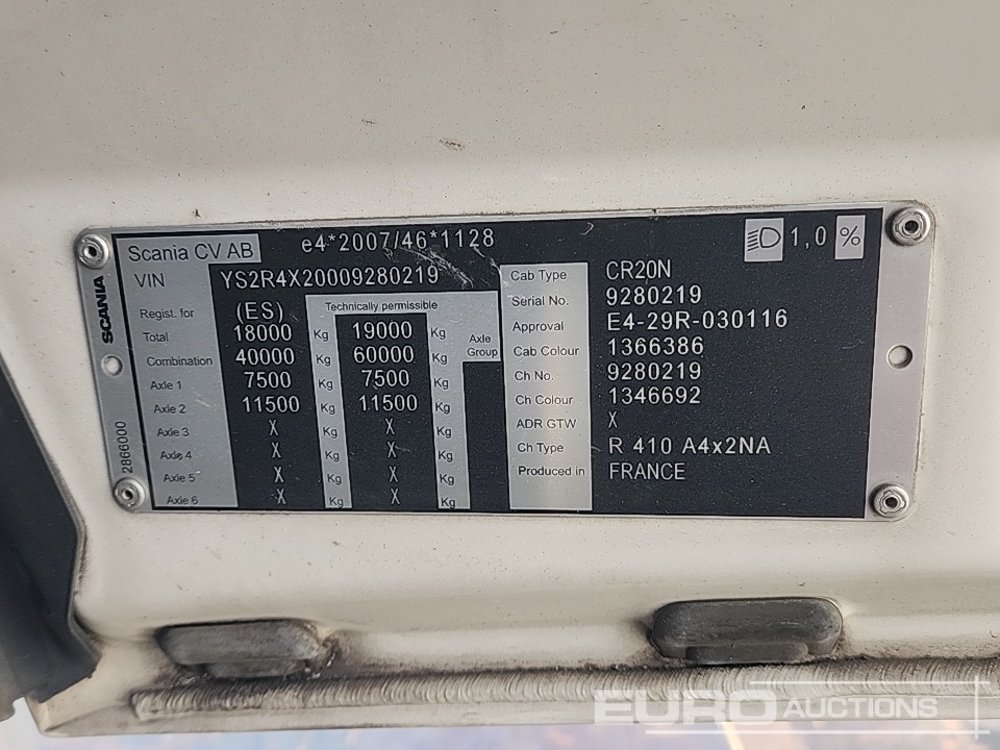 Scania CV AB e4*2007/46*1128 1,0 %
VIN YS2R4X20009280219
SCANIA
2866000
Regist. for (ES) Technically permissible
Total 18000 Kg 19000 Kg Axle Group
Combination 40000 Kg 60000 Kg
Axle 1 7500 Kg 7500 Kg
Axle 2 11500 Kg 11500 Kg
Axle 3 X Kg X Kg
Axle 4 X Kg X Kg
Axle 5 X Kg X Kg
Axle 6 X Kg X Kg
Cab Type CR20N
Serial No. 9280219
Approval E4-29R-030116
Cab Colour 1366386
Ch No. 9280219
Ch Colour 1346692
ADR GTW X
Ch Type R 410 A4x2NA
Produced in FRANCE
EURO AUCTIONS